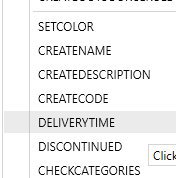 SETCOLOR
CREATENAME
CREATEDESCRIPTION
CREATECODE
DELIVERYTIME
DISCONTINUED
Click
CHECKCATEGORIES